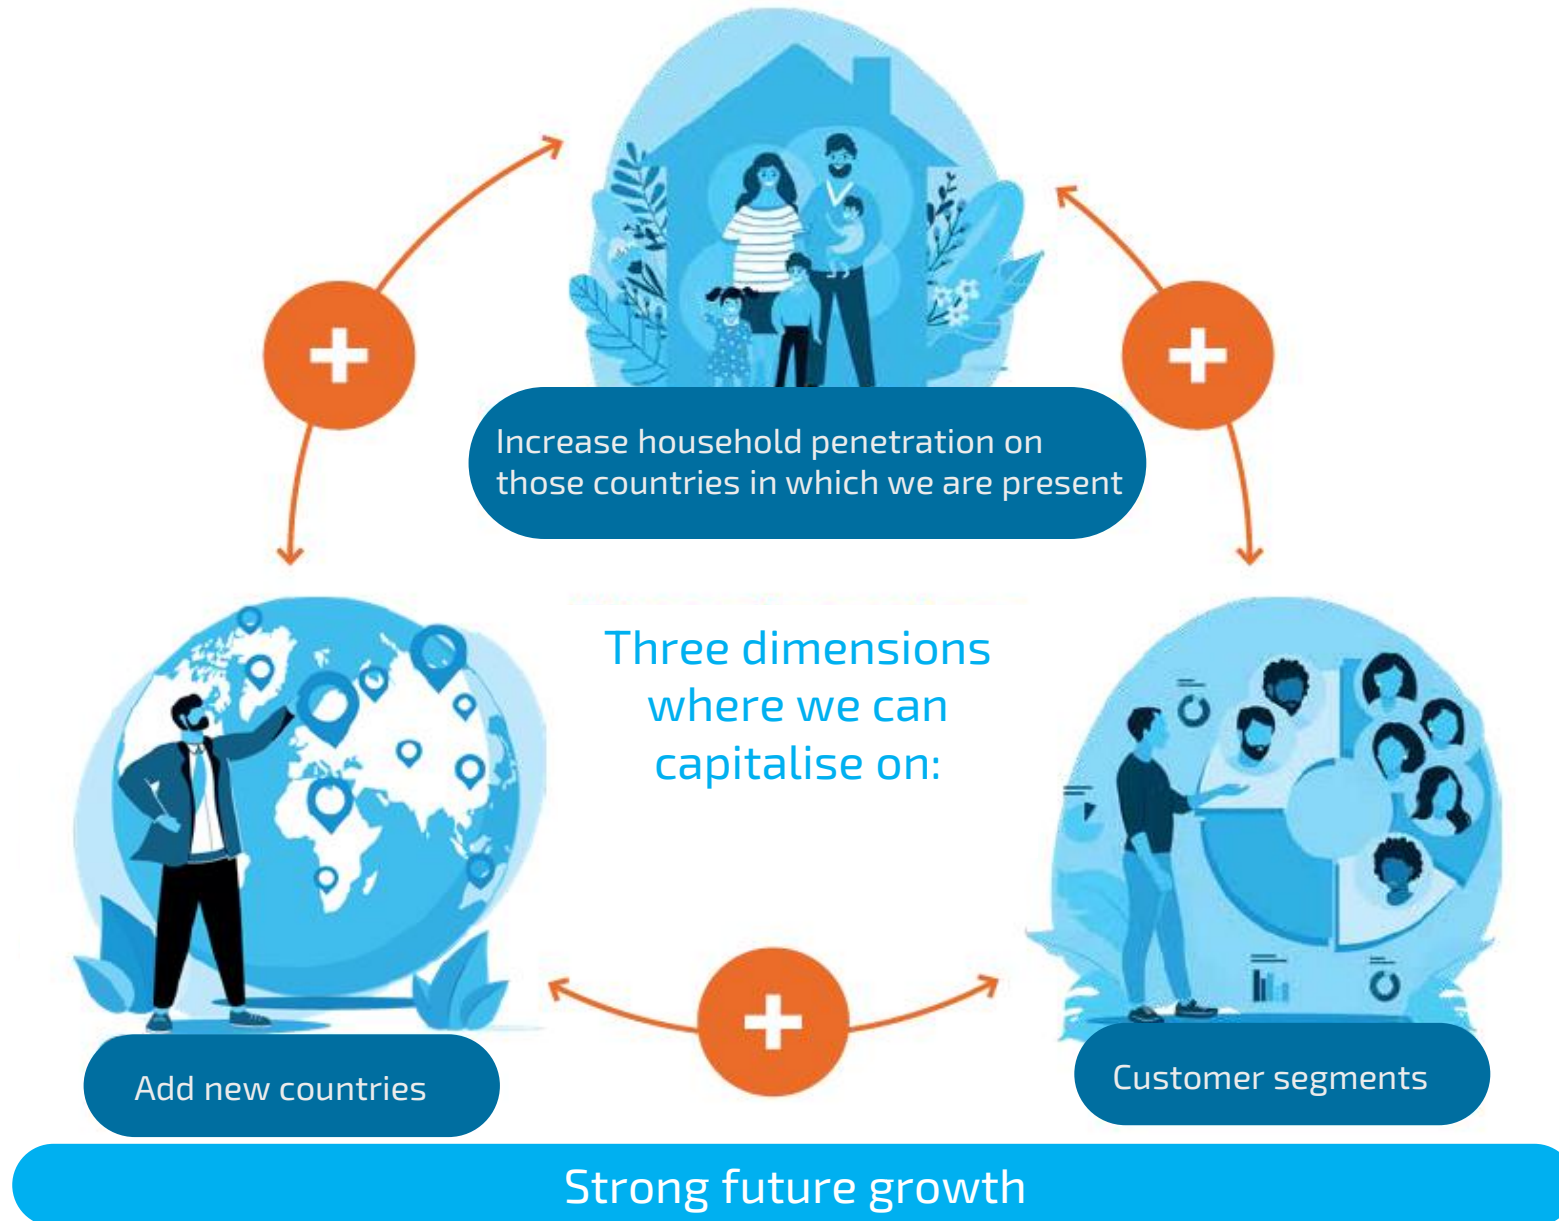 Increase household penetration on
those countries in which we are present
Three dimensions
where we can
capitalise on:
Add new countries
Customer segments
Strong future growth